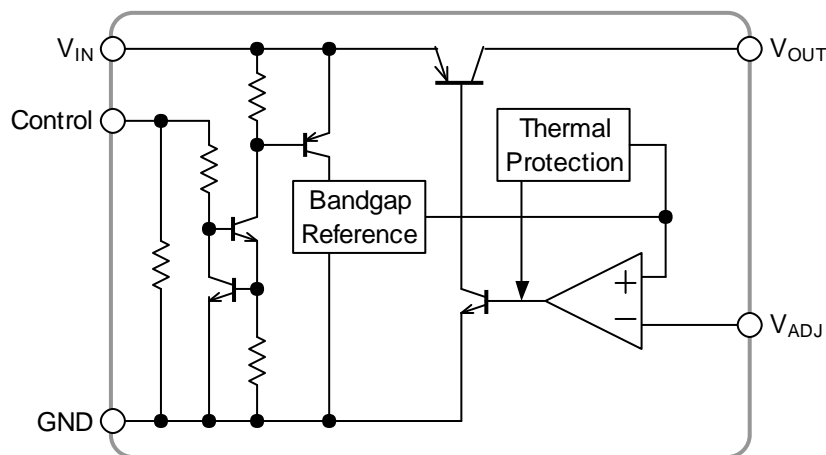 V_IN
V_OUT
Control
Thermal
Protection
Bandgap
Reference
+
−
V_ADJ
GND